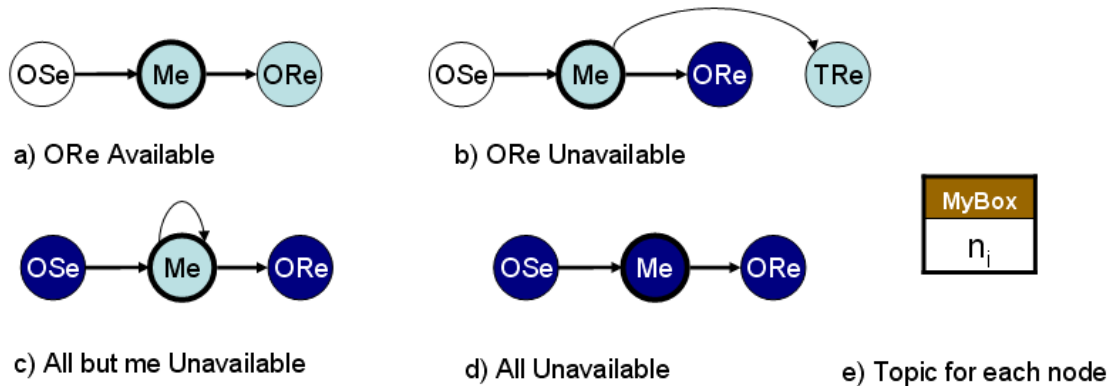 OSe Me ORe
OSe Me ORe TRe
a) ORe Available
b) ORe Unavailable
MyBox
n_i
OSe Me ORe
OSe Me ORe
c) All but me Unavailable
d) All Unavailable
e) Topic for each node